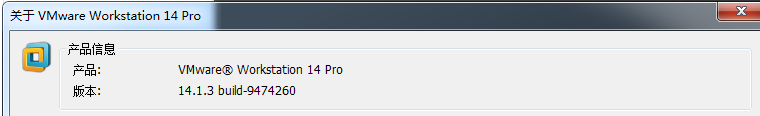 关于 VMware Workstation 14 Pro
产品信息
产品: VMware® Workstation 14 Pro
版本: 14.1.3 build-9474260